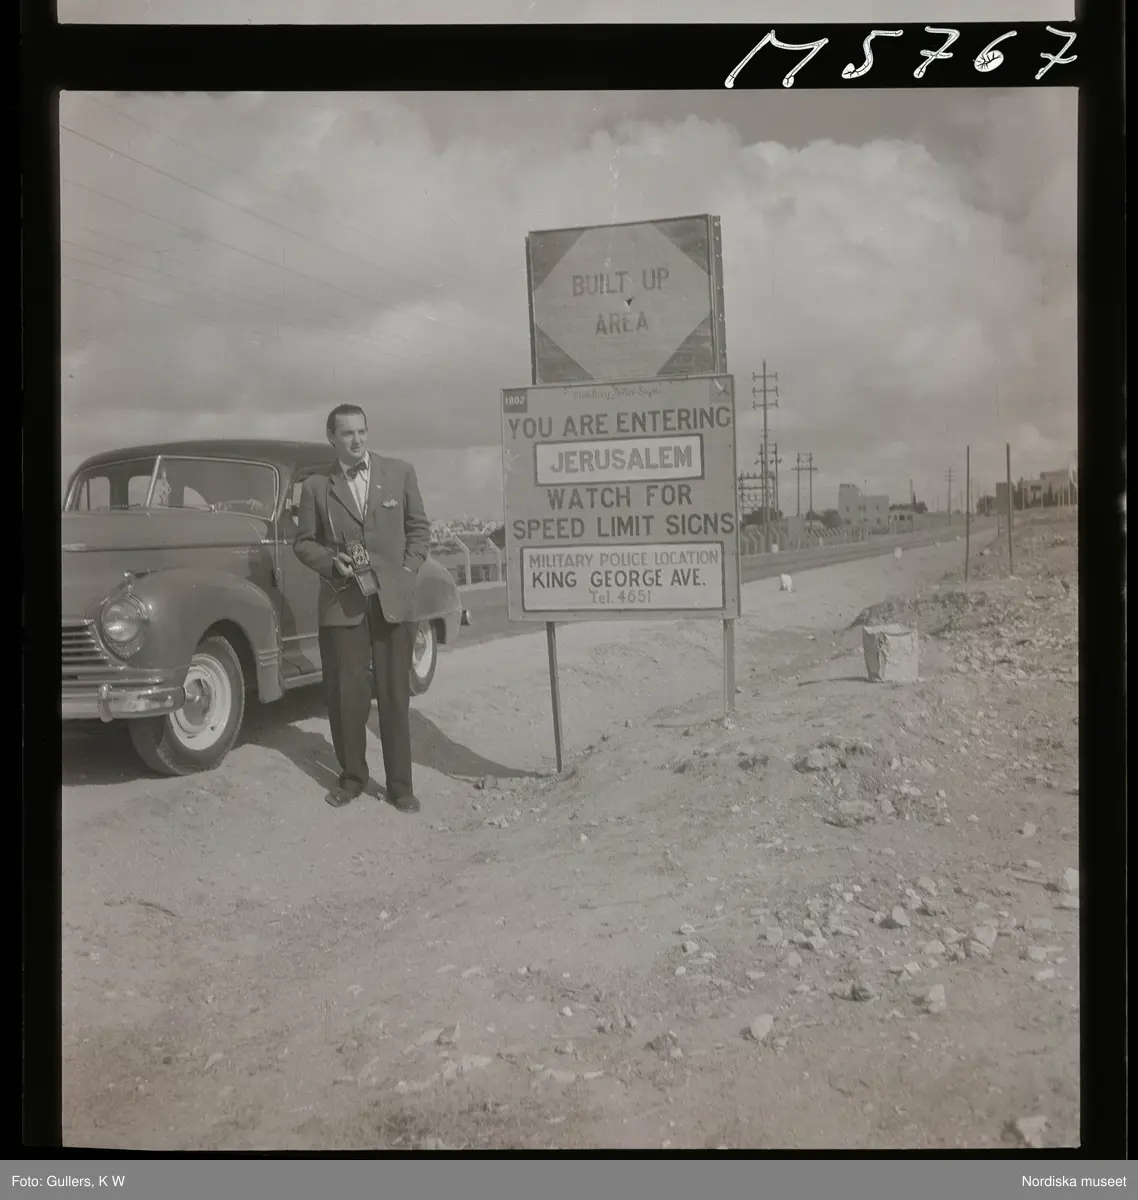 M5767
BUILT UP
AREA
1802
YOU ARE ENTERING
JERUSALEM
WATCH FOR
SPEED LIMIT SIGNS
MILITARY POLICE LOCATION
KING GEORGE AVE.
Tel. 4651
Foto: Gullers, K W
Nordiska museet